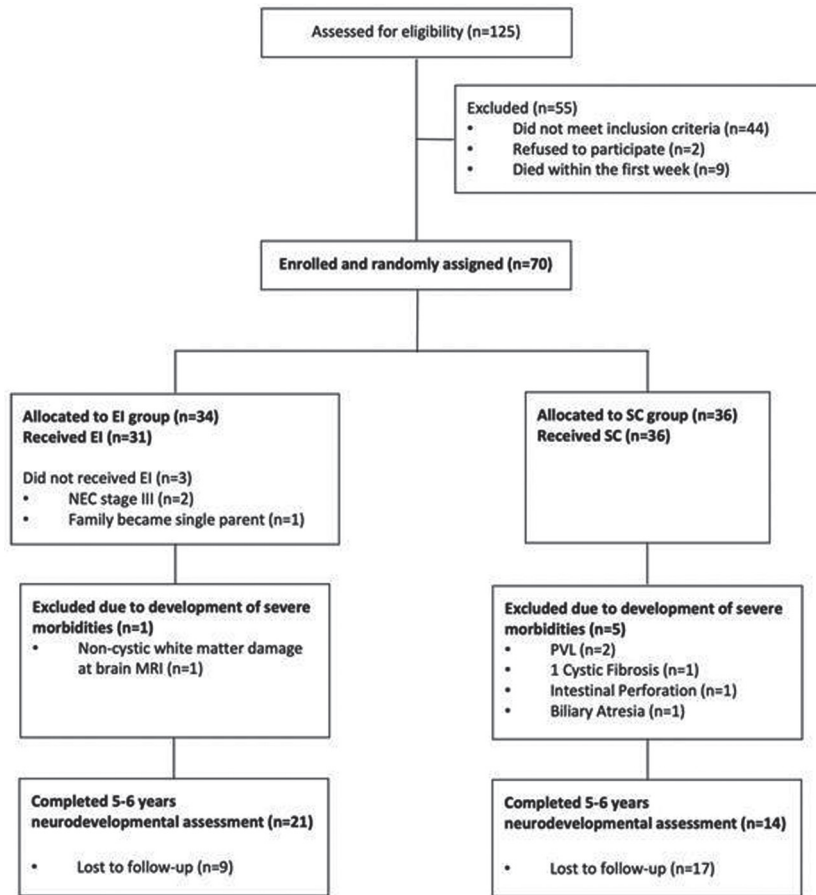 Assessed for eligibility (n=125)
Excluded (n=55)
• Did not meet inclusion criteria (n=44)
• Refused to participate (n=2)
• Died within the first week (n=9)
Enrolled and randomly assigned (n=70)
Allocated to EI group (n=34)
Received EI (n=31)
Did not received EI (n=3)
• NEC stage III (n=2)
• Family became single parent (n=1)
Allocated to SC group (n=36)
Received SC (n=36)
Excluded due to development of severe
morbidities (n=1)
• Non-cystic white matter damage
at brain MRI (n=1)
Excluded due to development of severe
morbidities (n=5)
• PVL (n=2)
• 1 Cystic Fibrosis (n=1)
• Intestinal Perforation (n=1)
• Biliary Atresia (n=1)
Completed 5-6 years
neurodevelopmental assessment (n=21)
• Lost to follow-up (n=9)
Completed 5-6 years
neurodevelopmental assessment (n=14)
• Lost to follow-up (n=17)